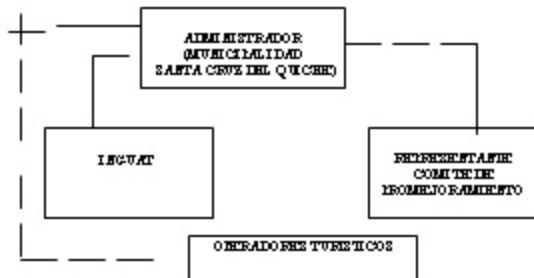 ADMINISTRADOR
(MUNICIPALIDAD
SANTA CRUZ DEL QUICHE)
INGUAT
REPRESENTANTE
COMITE DE
PROMEJORAMIENTO
OPERADORES TURISTICOS